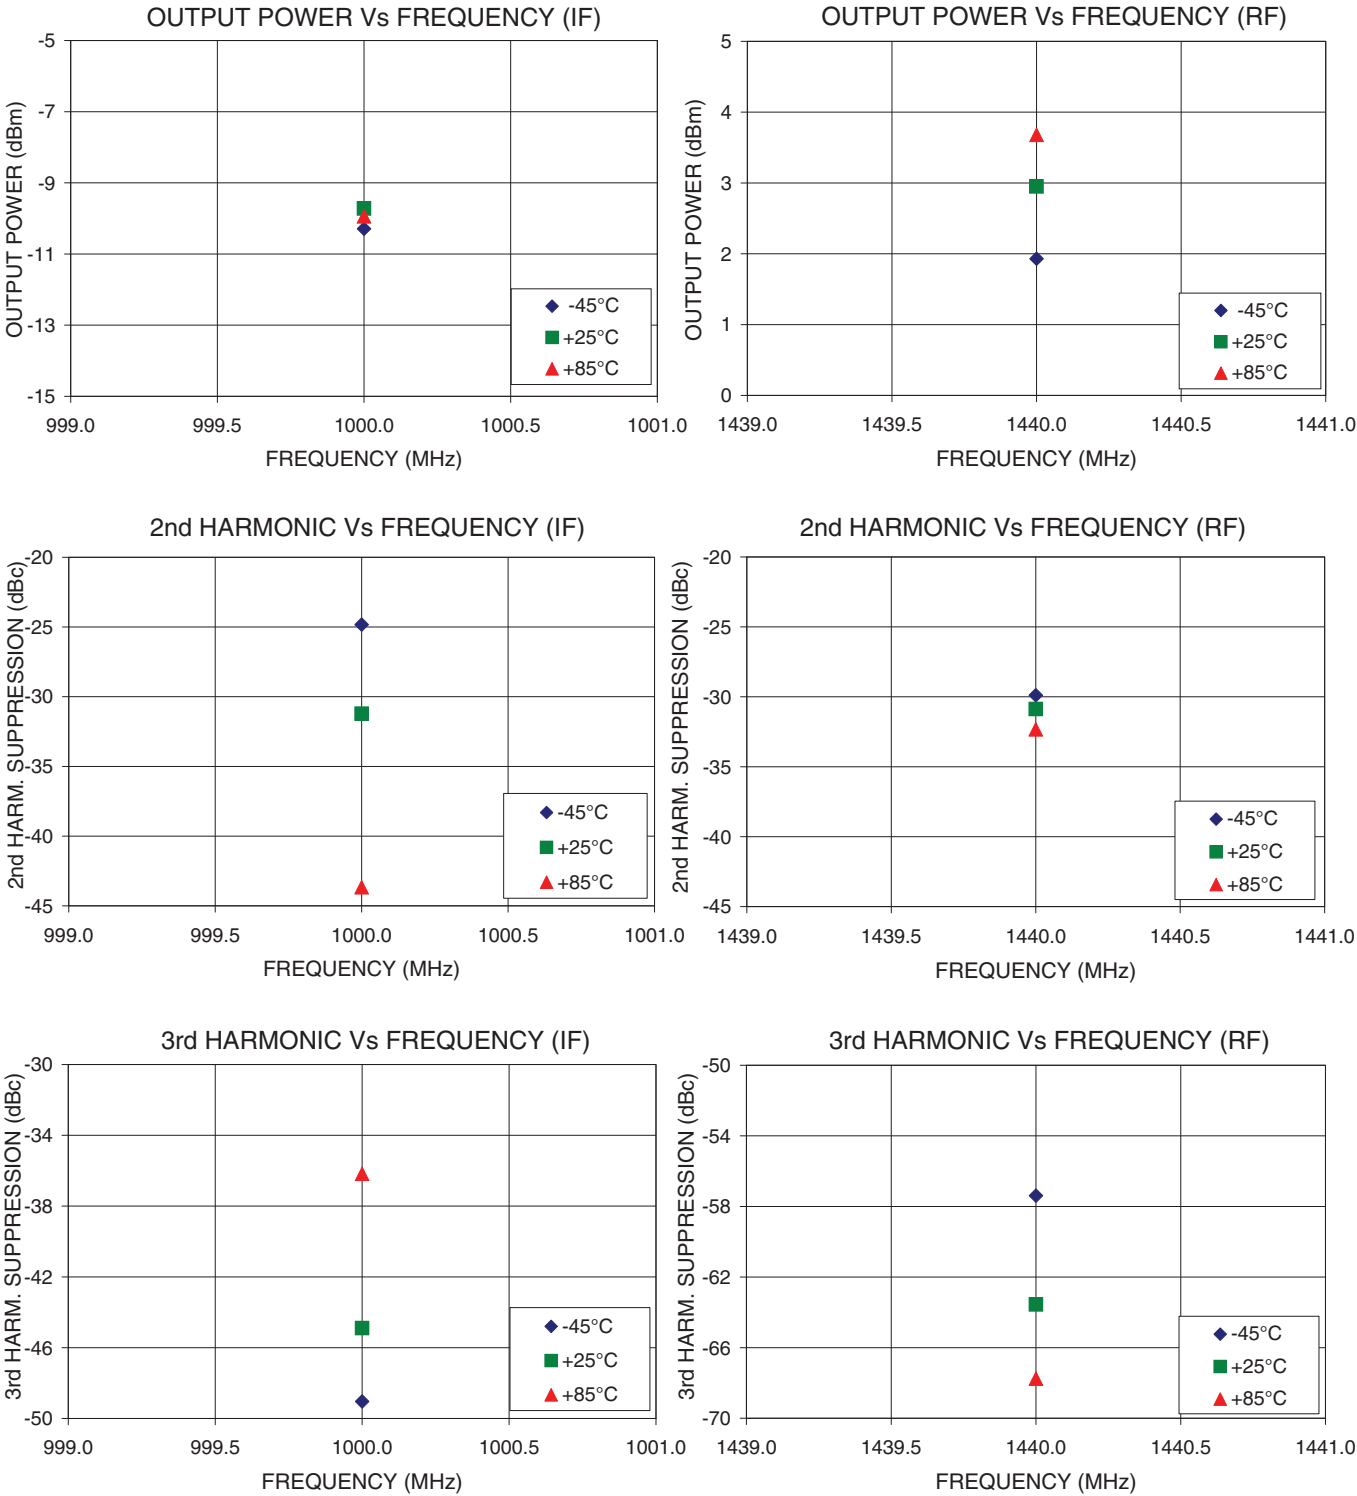 OUTPUT POWER Vs FREQUENCY (IF)
OUTPUT POWER (dBm)
-5
-7
-9
-11
-13
-15
-45°C
+25°C
+85°C
999.0 999.5 1000.0 1000.5 1001.0
FREQUENCY (MHz)
OUTPUT POWER Vs FREQUENCY (RF)
OUTPUT POWER (dBm)
5
4
3
2
1
0
-45°C
+25°C
+85°C
1439.0 1439.5 1440.0 1440.5 1441.0
FREQUENCY (MHz)
2nd HARMONIC Vs FREQUENCY (IF)
2nd HARM. SUPPRESSION (dBc)
-20
-25
-30
-35
-40
-45
-45°C
+25°C
+85°C
999.0 999.5 1000.0 1000.5 1001.0
FREQUENCY (MHz)
2nd HARMONIC Vs FREQUENCY (RF)
2nd HARM. SUPPRESSION (dBc)
-20
-25
-30
-35
-40
-45
-45°C
+25°C
+85°C
1439.0 1439.5 1440.0 1440.5 1441.0
FREQUENCY (MHz)
3rd HARMONIC Vs FREQUENCY (IF)
3rd HARM. SUPPRESSION (dBc)
-30
-34
-38
-42
-46
-50
-45°C
+25°C
+85°C
999.0 999.5 1000.0 1000.5 1001.0
FREQUENCY (MHz)
3rd HARMONIC Vs FREQUENCY (RF)
3rd HARM. SUPPRESSION (dBc)
-50
-54
-58
-62
-66
-70
-45°C
+25°C
+85°C
1439.0 1439.5 1440.0 1440.5 1441.0
FREQUENCY (MHz)